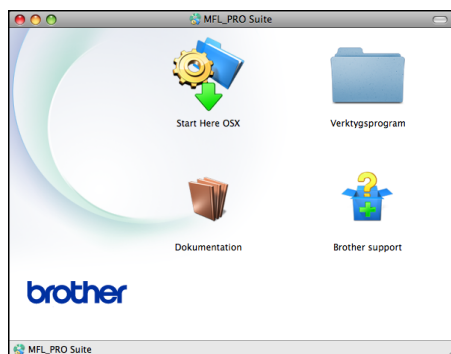 MFL_PRO Suite
Start Here OSX
Verktygsprogram
Dokumentation
Brother support
brother
MFL_PRO Suite